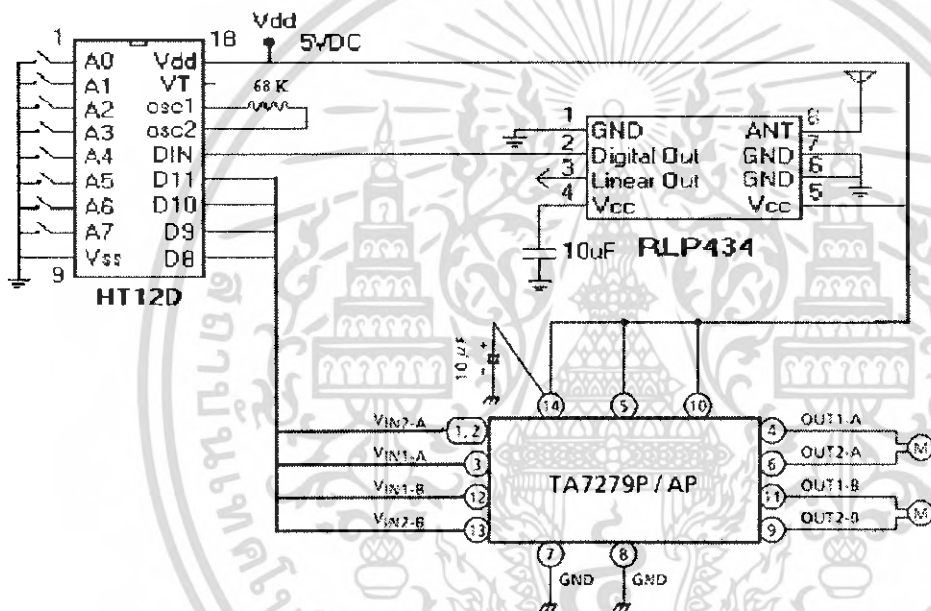 Vdd
5VDC
1
18
A0 Vdd
A1 VT
A2 osc1
A3 osc2
A4 DIN
A5 D11
A6 D10
A7 D9
Vss D8
9
HT12D
68 K
1 GND
2 Digital Out
3 Linear Out
4 Vcc
ANT 8
GND 7
GND 6
Vcc 5
10uF
RLP434
10 μF
+
-
14
5
10
VIN2-A
1,2
VIN1-A
3
VIN1-B
12
VIN2-B
13
TA7279P / AP
4
OUT1-A
6
OUT2-A
M
11
OUT1-B
9
OUT2-B
M
7
GND
8
GND